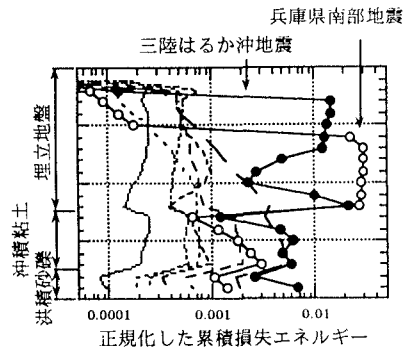 兵庫県南部地震
三陸はるか沖地震
埋立地盤
沖積粘土
洪積砂礫
0.0001 0.001 0.01
正規化した累積損失エネルギー